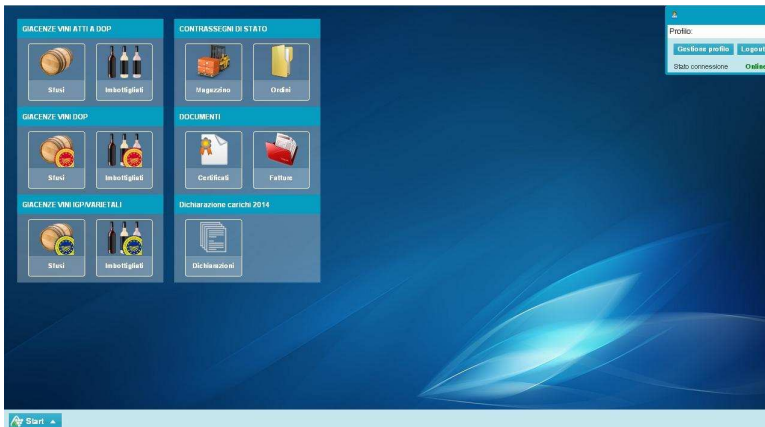 GIACENZE VINI ATTI A DOP
Sfusi
Imbottigliati
GIACENZE VINI DOP
Sfusi
Imbottigliati
GIACENZE VINI IGP/VARIETALI
Sfusi
Imbottigliati
CONTRASSEGNI DI STATO
Magazzino
Ordini
DOCUMENTI
Certificati
Fatture
Dichiarazione carichi 2014
Dichiarazioni
Profilo:
Gestione profilo
Logout
Stato connessione Online
Start